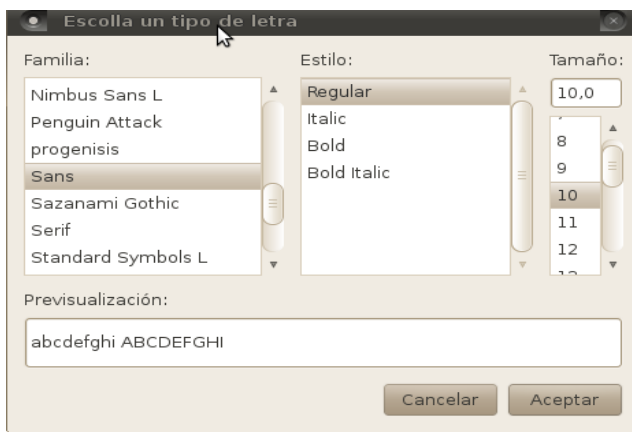 Escolla un tipo de letra
Familia:
Estilo:
Tamaño:
Nimbus Sans L
Penguin Attack
progenisis
Sans
Sazanami Gothic
Serif
Standard Symbols L
Regular
Italic
Bold
Bold Italic
10,0
8
9
10
11
12
Previsualización:
abcdefghi ABCDEFGHI
Cancelar
Aceptar